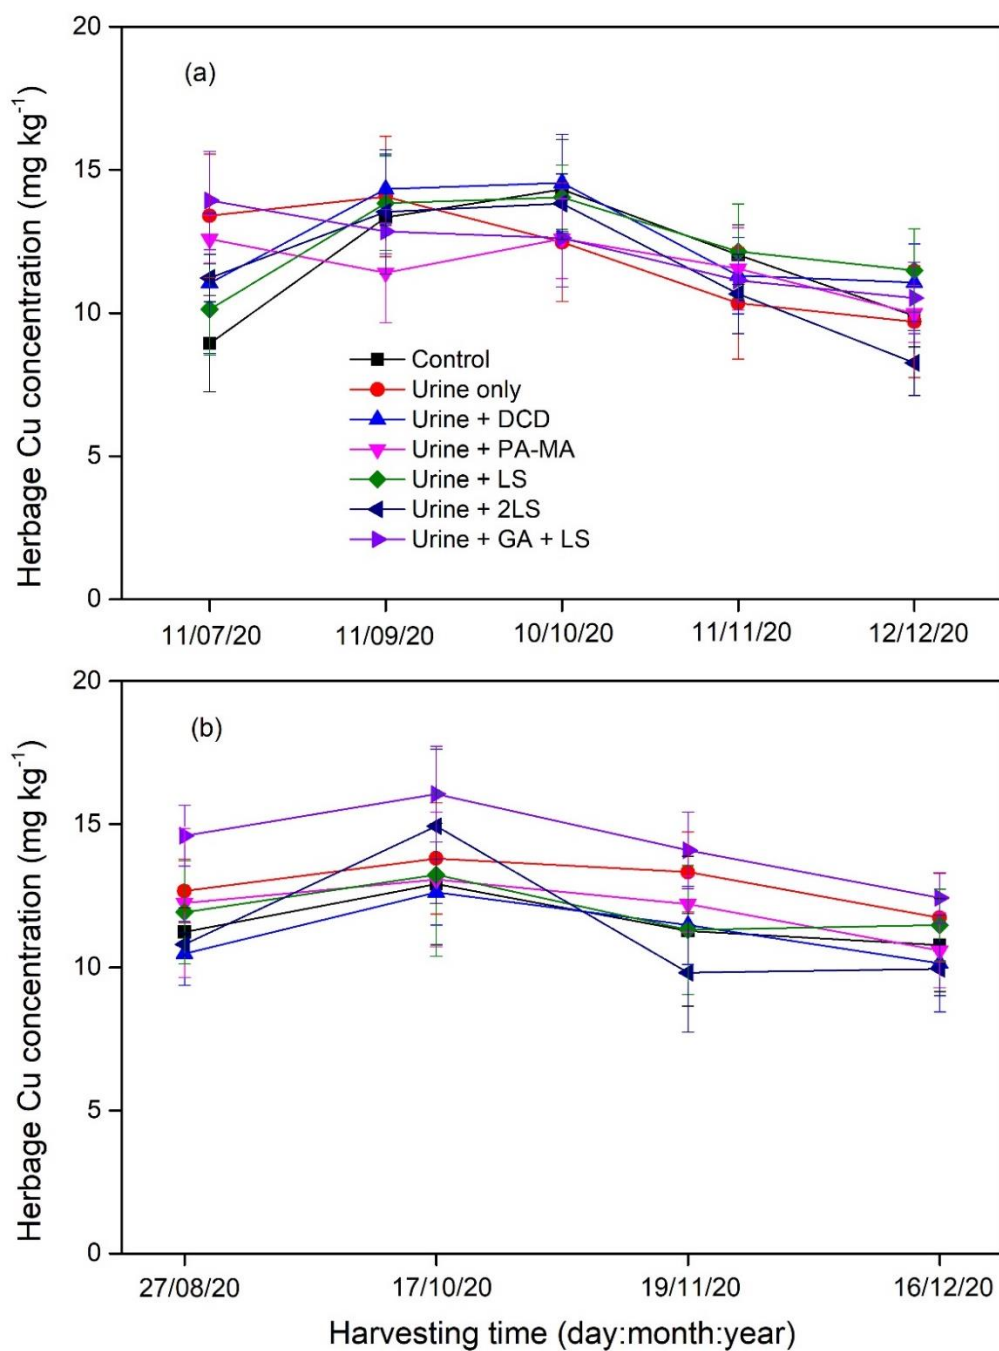 20
(a)
15
10
5
0
Herbage Cu concentration (mg kg⁻¹)
Control
Urine only
Urine + DCD
Urine + PA-MA
Urine + LS
Urine + 2LS
Urine + GA + LS
11/07/20 11/09/20 10/10/20 11/11/20 12/12/20
20
(b)
15
10
5
0
Herbage Cu concentration (mg kg⁻¹)
27/08/20 17/10/20 19/11/20 16/12/20
Harvesting time (day:month:year)